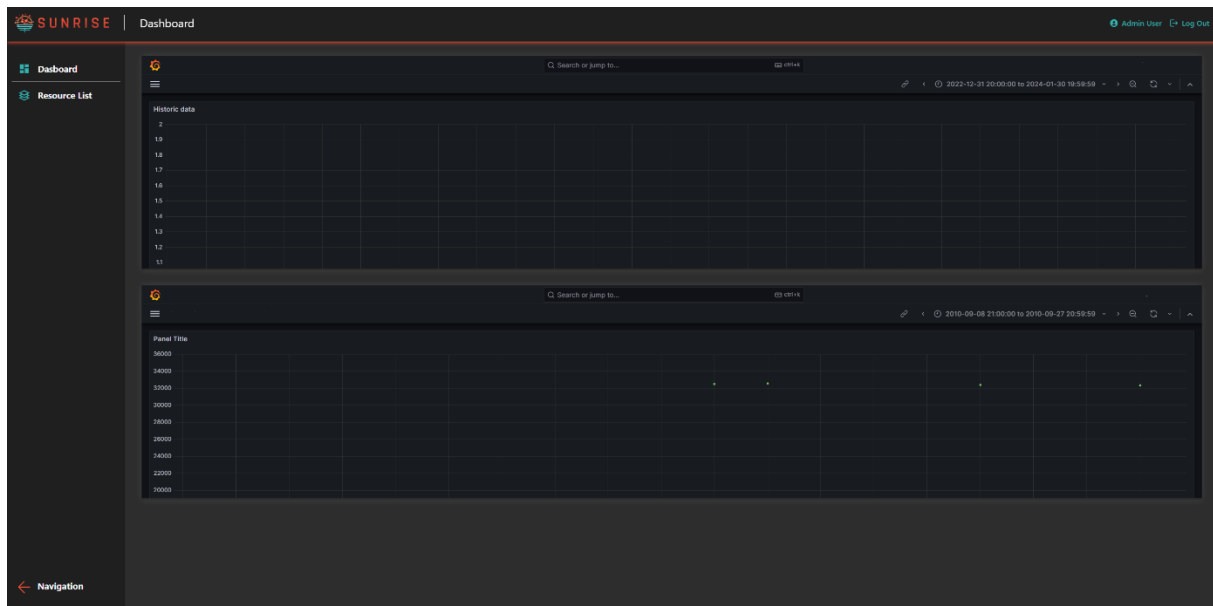 SUNRISE
Dashboard
Admin User
Log Out
Dasboard
Resource List
Search or jump to...
ctrl+k
2022-12-31 20:00:00 to 2024-01-30 19:59:59
Historic data
2
1.9
1.8
1.7
1.6
1.5
1.4
1.3
1.2
1.1
Search or jump to...
ctrl+k
2010-09-08 21:00:00 to 2010-09-27 20:59:59
Panel Title
36000
34000
32000
30000
28000
26000
24000
22000
20000
Navigation